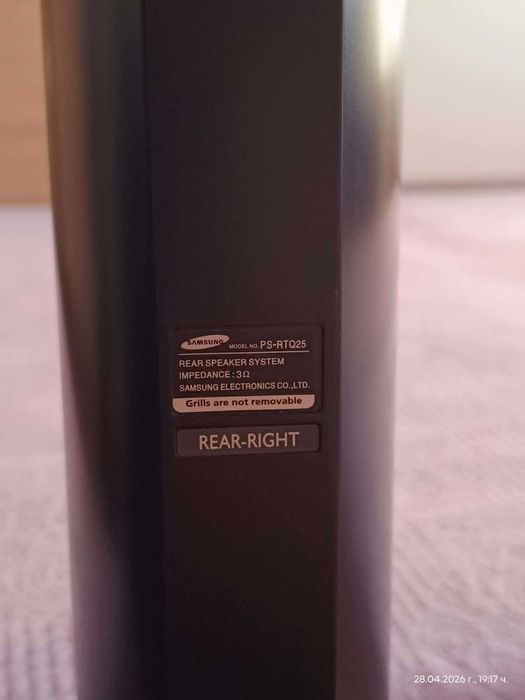 SAMSUNG MODEL NO. PS-RTQ25
REAR SPEAKER SYSTEM
IMPEDANCE : 3Ω
SAMSUNG ELECTRONICS CO.,LTD.
Grills are not removable
REAR-RIGHT
28.04.2026 г., 19:17 ч.